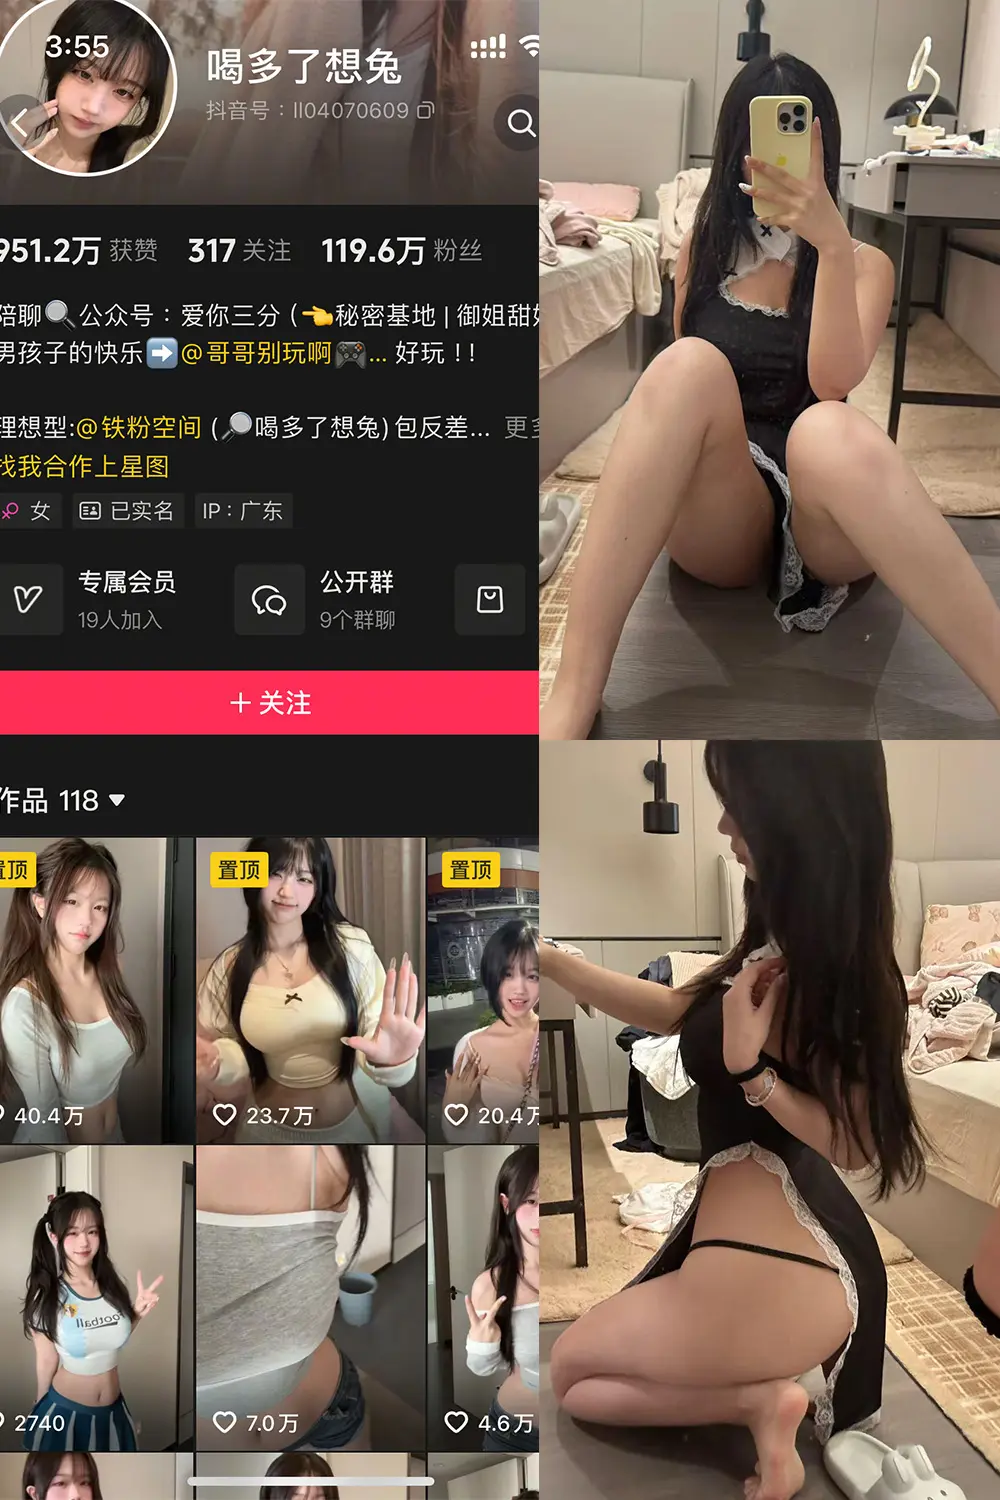 3:55
喝多了想兔
抖音号：ll04070609
951.2万 获赞 317 关注 119.6万 粉丝
陪聊🔍公众号：爱你三分 (👈秘密基地 | 御姐甜
男孩子的快乐➡️@哥哥别玩啊🎮... 好玩 ! !
理想型:@铁粉空间 (🔎喝多了想兔) 包反差... 更多
找我合作上星图
女 已实名 IP：广东
专属会员 公开群
19人加入 9个群聊
+ 关注
作品 118
置顶 置顶 置顶
40.4万 23.7万 20.4万
football
2740 7.0万 4.6万